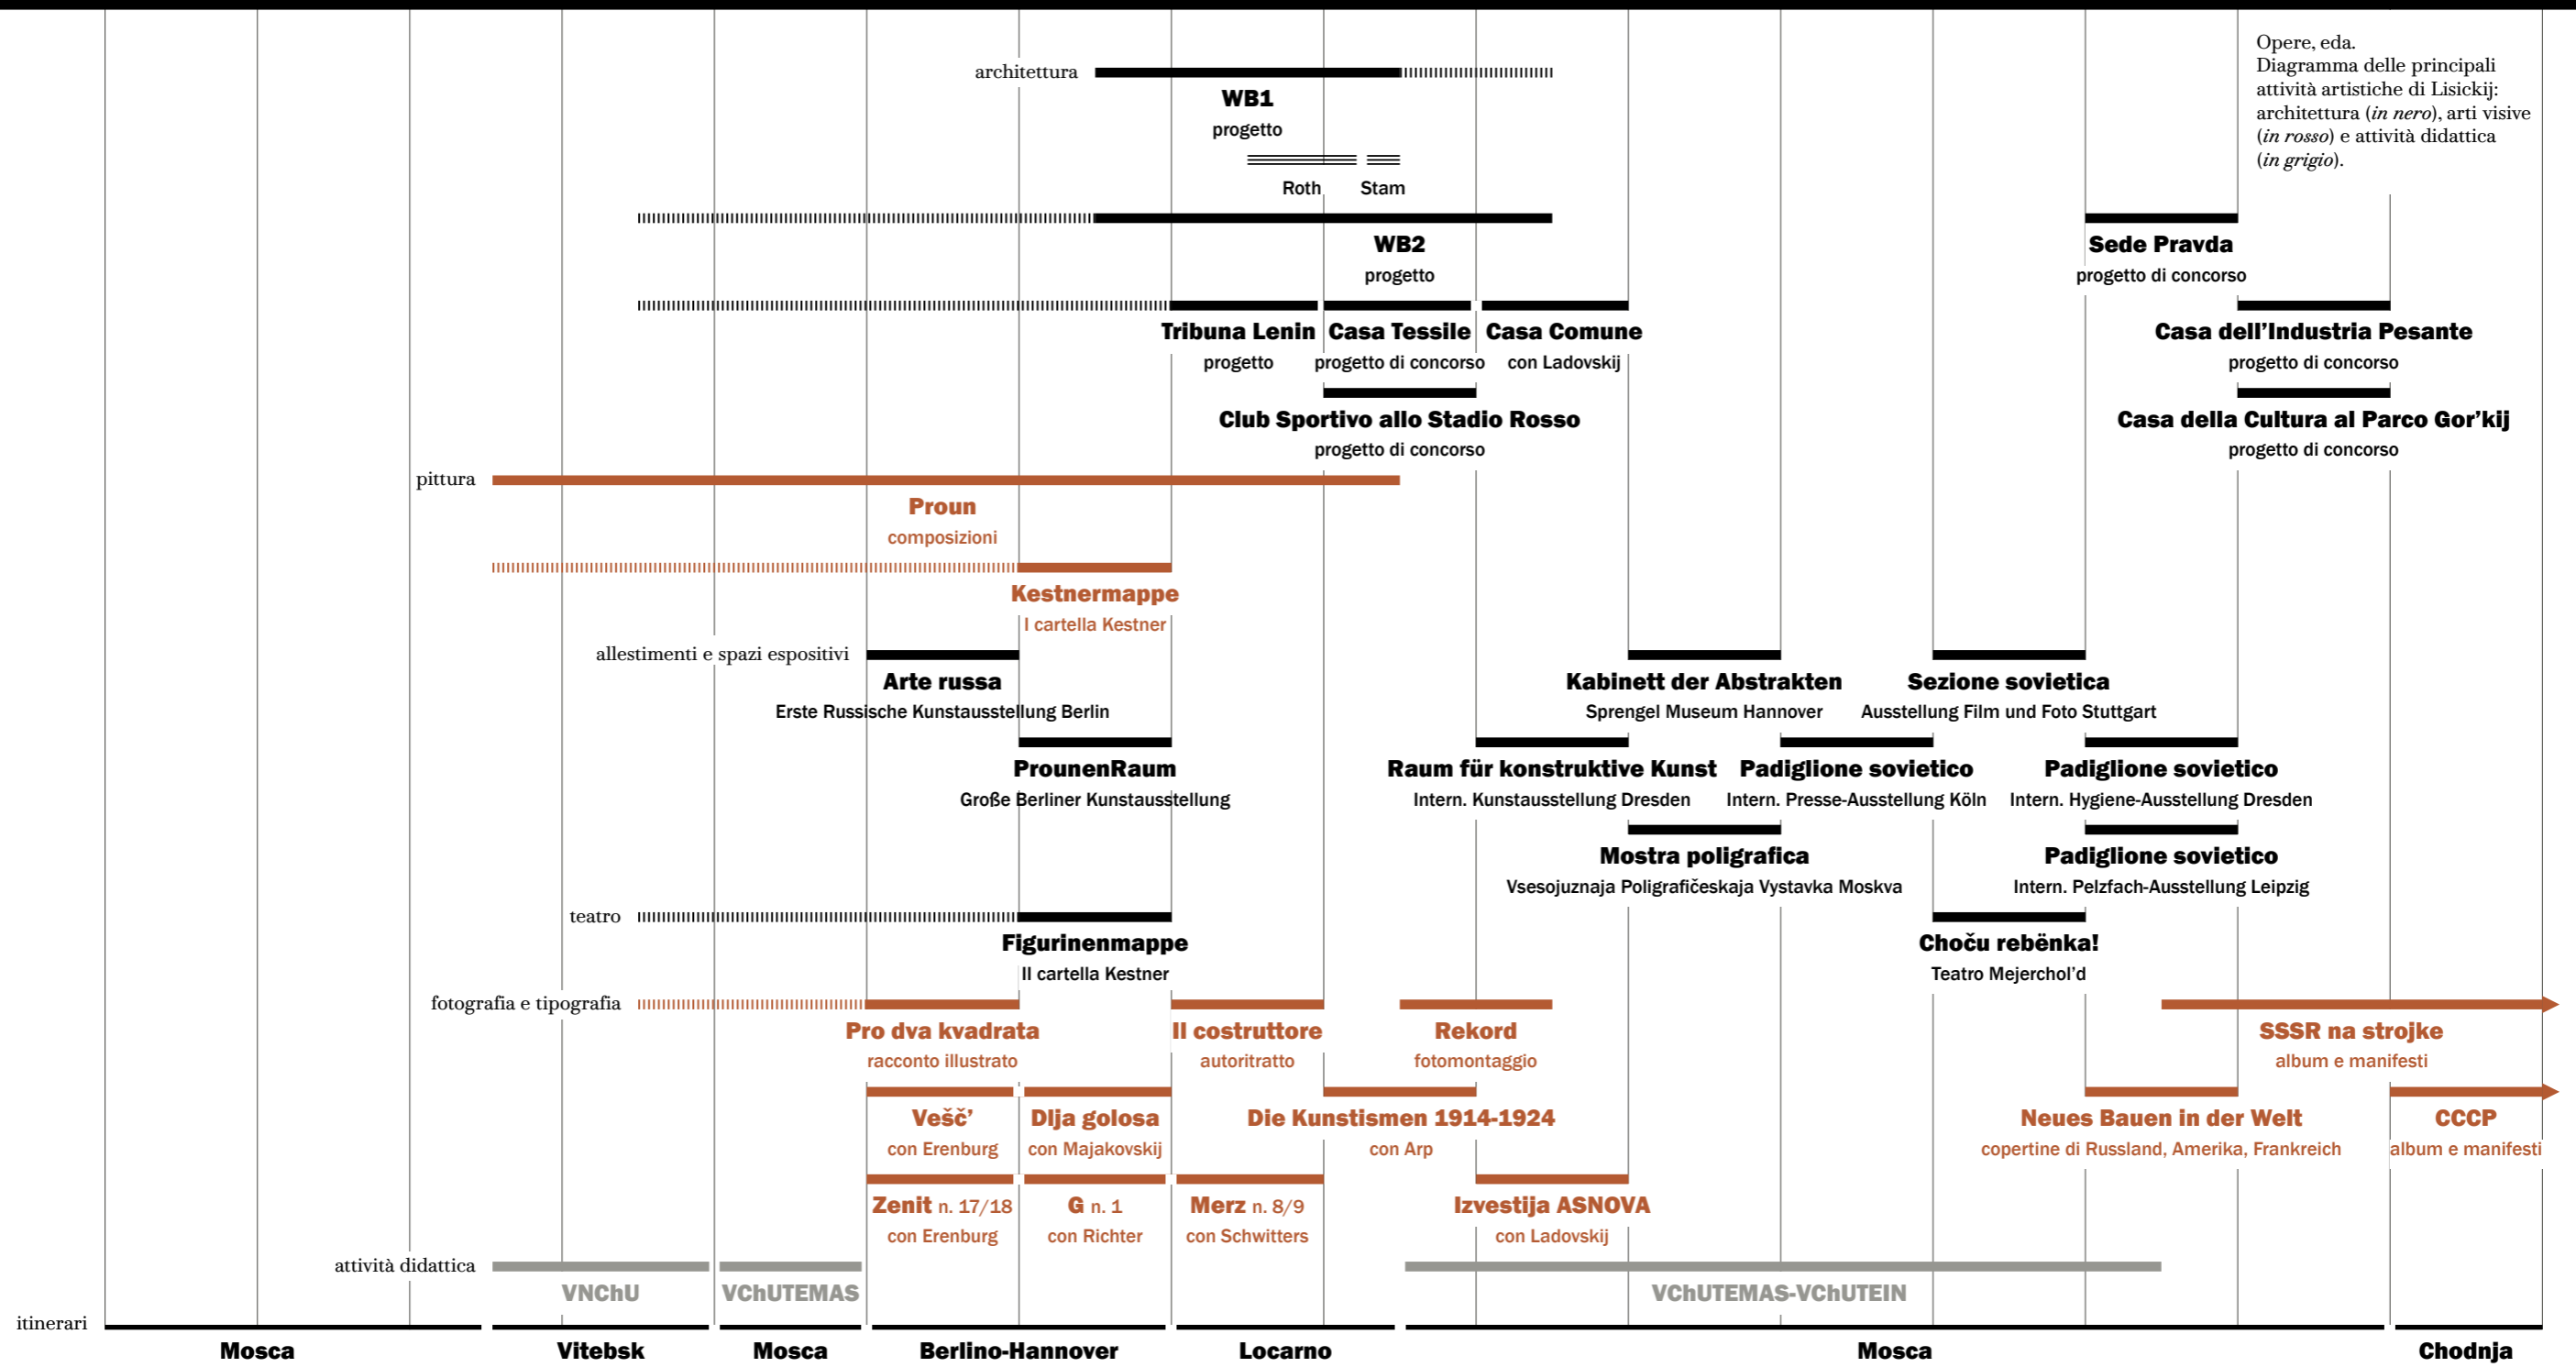 Opere, eda.
Diagramma delle principali
attività artistiche di Lisickij:
architettura (in nero), arti visive
(in rosso) e attività didattica
(in grigio).
architettura
WB1
progetto
Roth Stam
WB2
progetto
Sede Pravda
progetto di concorso
Tribuna Lenin Casa Tessile Casa Comune Casa dell’Industria Pesante
progetto progetto di concorso con Ladovskij progetto di concorso
Club Sportivo allo Stadio Rosso Casa della Cultura al Parco Gor’kij
progetto di concorso progetto di concorso
pittura
Proun
composizioni
Kestnermappe
I cartella Kestner
allestimenti e spazi espositivi
Arte russa Kabinett der Abstrakten Sezione sovietica
Erste Russische Kunstausstellung Berlin Sprengel Museum Hannover Ausstellung Film und Foto Stuttgart
ProunenRaum Raum für konstruktive Kunst Padiglione sovietico Padiglione sovietico
Große Berliner Kunstausstellung Intern. Kunstausstellung Dresden Intern. Presse-Ausstellung Köln Intern. Hygiene-Ausstellung Dresden
Mostra poligrafica Padiglione sovietico
Vsesojuznaja Poligrafičeskaja Vystavka Moskva Intern. Pelzfach-Ausstellung Leipzig
teatro
Figurinenmappe Choču rebënka!
II cartella Kestner Teatro Mejerchol’d
fotografia e tipografia
Pro dva kvadrata Il costruttore Rekord SSSR na strojke
racconto illustrato autoritratto fotomontaggio album e manifesti
Vešč’ Dlja golosa Die Kunstismen 1914-1924 Neues Bauen in der Welt CCCP
con Erenburg con Majakovskij con Arp copertine di Russland, Amerika, Frankreich album e manifesti
Zenit n. 17/18 G n. 1 Merz n. 8/9 Izvestija ASNOVA
con Erenburg con Richter con Schwitters con Ladovskij
attività didattica
VNChU VChUTEMAS VChUTEMAS-VChUTEIN
itinerari
Mosca Vitebsk Mosca Berlino-Hannover Locarno Mosca Chodnja